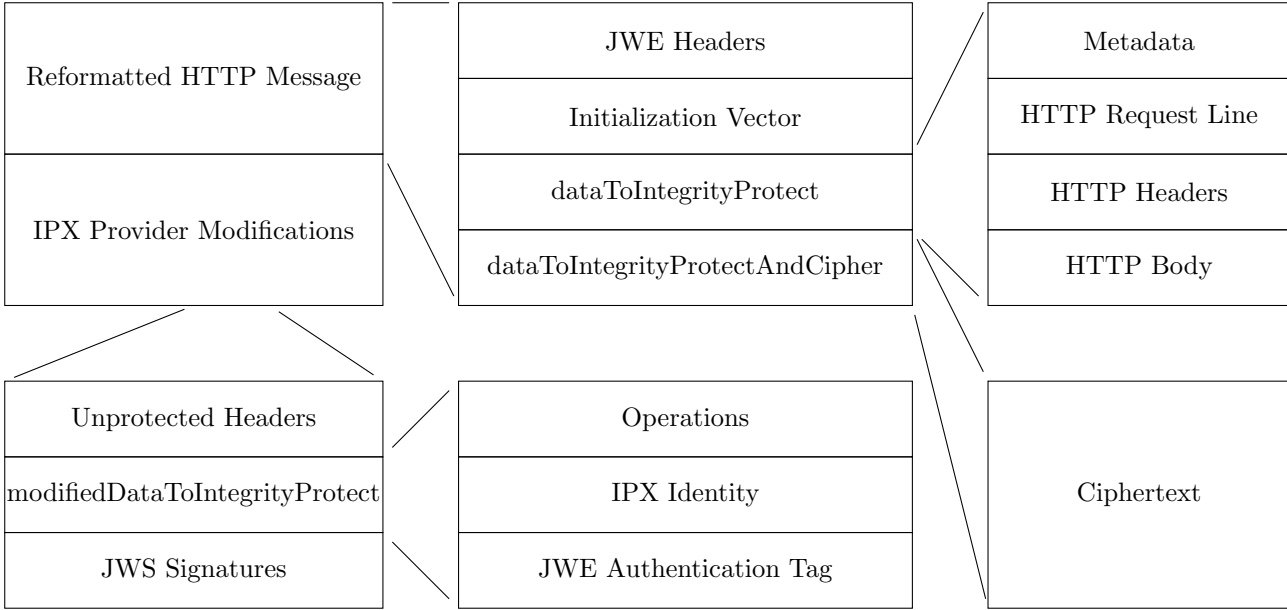 Reformatted HTTP Message
IPX Provider Modifications
JWE Headers
Initialization Vector
dataToIntegrityProtect
dataToIntegrityProtectAndCipher
Metadata
HTTP Request Line
HTTP Headers
HTTP Body
Unprotected Headers
modifiedDataToIntegrityProtect
JWS Signatures
Operations
IPX Identity
JWE Authentication Tag
Ciphertext